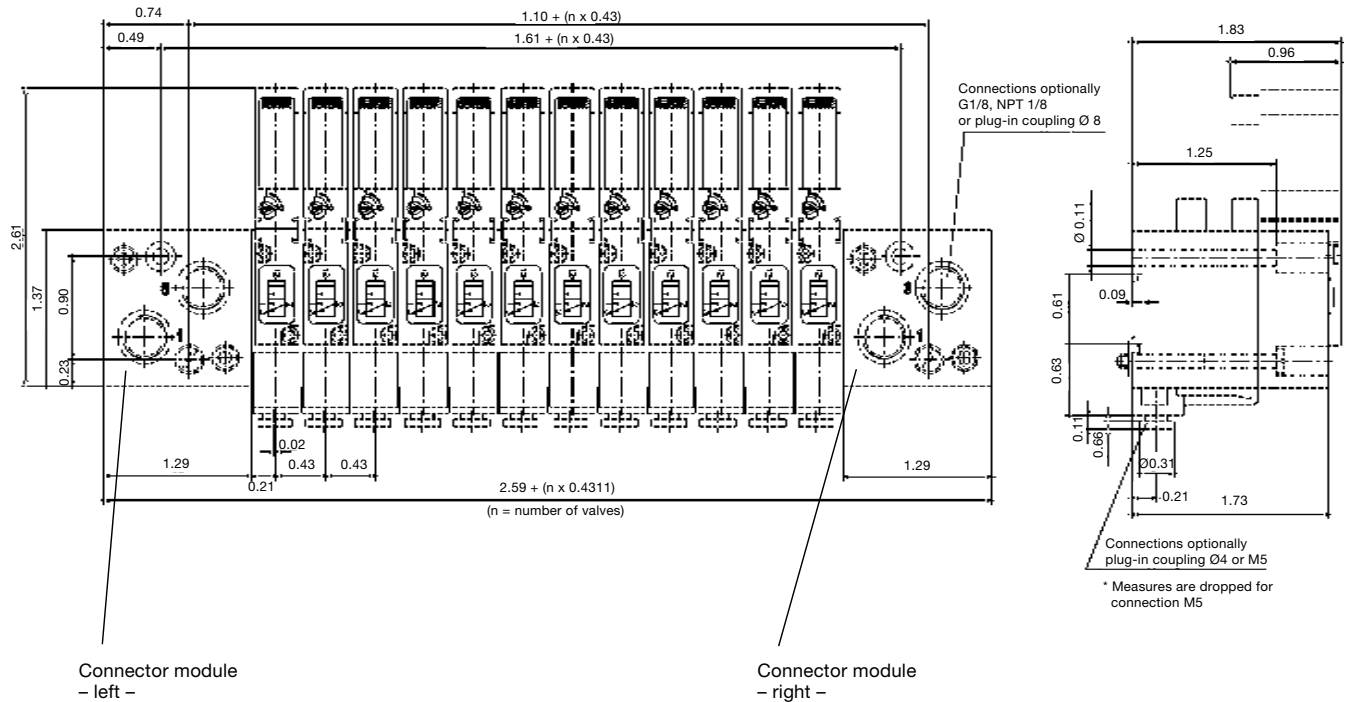 0.74
1.10 + (n x 0.43)
0.49
1.61 + (n x 0.43)
1.83
0.96
Connections optionally
G1/8, NPT 1/8
or plug-in coupling Ø 8
1.25
2.81
Ø 0.11
1.37
0.90
0.09
0.61
0.23
0.63
0.11
0.66
0.02
1.29
0.43
0.43
1.29
Ø0.31
0.21
2.59 + (n x 0.4311)
0.21
1.73
(n = number of valves)
Connections optionally
plug-in coupling Ø4 or M5
* Measures are dropped for
connection M5
Connector module
– left –
Connector module
– right –